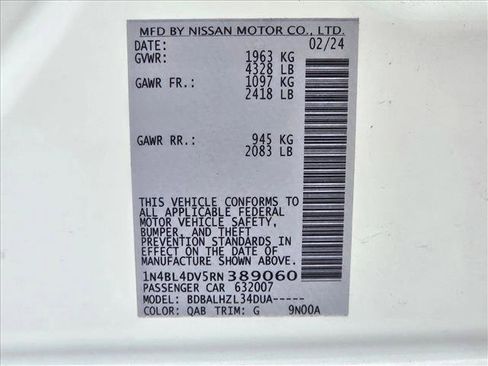 MFD BY NISSAN MOTOR CO., LTD.
DATE: 02/24
GVWR: 1963 KG
4328 LB
GAWR FR.: 1097 KG
2418 LB
GAWR RR.: 945 KG
2083 LB
THIS VEHICLE CONFORMS TO
ALL APPLICABLE FEDERAL
MOTOR VEHICLE SAFETY,
BUMPER, AND THEFT
PREVENTION STANDARDS IN
EFFECT ON THE DATE OF
MANUFACTURE SHOWN ABOVE.
1N4BL4DV5RN389060
PASSENGER CAR 632007
MODEL: BDBALHZL34DUA-----
COLOR: QAB TRIM: G 9N00A